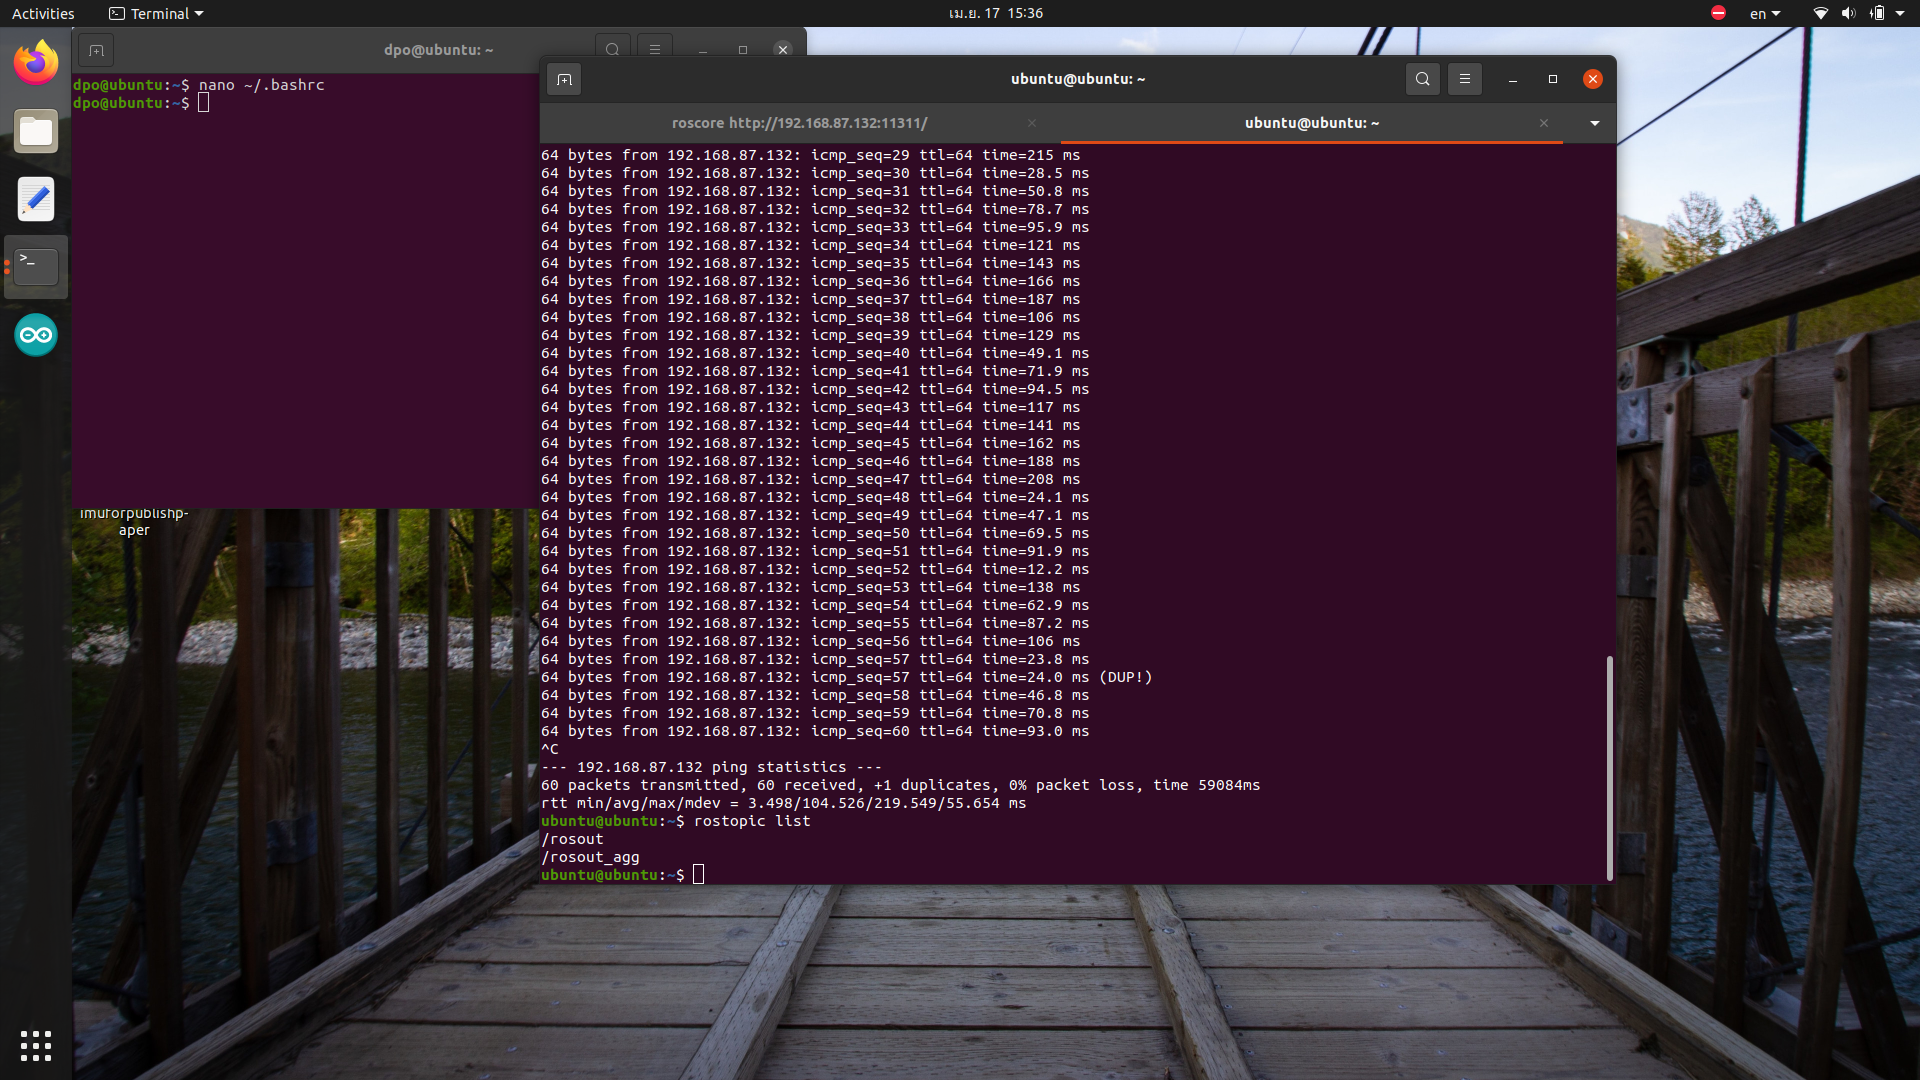 Activities
Terminal
เม.ย. 17 15:36
en
dpo@ubuntu: ~
dpo@ubuntu:~$ nano ~/.bashrc
dpo@ubuntu:~$
imuforpublishp-
aper
ubuntu@ubuntu: ~
roscore http://192.168.87.132:11311/
ubuntu@ubuntu: ~
64 bytes from 192.168.87.132: icmp_seq=29 ttl=64 time=215 ms
64 bytes from 192.168.87.132: icmp_seq=30 ttl=64 time=28.5 ms
64 bytes from 192.168.87.132: icmp_seq=31 ttl=64 time=50.8 ms
64 bytes from 192.168.87.132: icmp_seq=32 ttl=64 time=78.7 ms
64 bytes from 192.168.87.132: icmp_seq=33 ttl=64 time=95.9 ms
64 bytes from 192.168.87.132: icmp_seq=34 ttl=64 time=121 ms
64 bytes from 192.168.87.132: icmp_seq=35 ttl=64 time=143 ms
64 bytes from 192.168.87.132: icmp_seq=36 ttl=64 time=166 ms
64 bytes from 192.168.87.132: icmp_seq=37 ttl=64 time=187 ms
64 bytes from 192.168.87.132: icmp_seq=38 ttl=64 time=106 ms
64 bytes from 192.168.87.132: icmp_seq=39 ttl=64 time=129 ms
64 bytes from 192.168.87.132: icmp_seq=40 ttl=64 time=49.1 ms
64 bytes from 192.168.87.132: icmp_seq=41 ttl=64 time=71.9 ms
64 bytes from 192.168.87.132: icmp_seq=42 ttl=64 time=94.5 ms
64 bytes from 192.168.87.132: icmp_seq=43 ttl=64 time=117 ms
64 bytes from 192.168.87.132: icmp_seq=44 ttl=64 time=141 ms
64 bytes from 192.168.87.132: icmp_seq=45 ttl=64 time=162 ms
64 bytes from 192.168.87.132: icmp_seq=46 ttl=64 time=188 ms
64 bytes from 192.168.87.132: icmp_seq=47 ttl=64 time=208 ms
64 bytes from 192.168.87.132: icmp_seq=48 ttl=64 time=24.1 ms
64 bytes from 192.168.87.132: icmp_seq=49 ttl=64 time=47.1 ms
64 bytes from 192.168.87.132: icmp_seq=50 ttl=64 time=69.5 ms
64 bytes from 192.168.87.132: icmp_seq=51 ttl=64 time=91.9 ms
64 bytes from 192.168.87.132: icmp_seq=52 ttl=64 time=12.2 ms
64 bytes from 192.168.87.132: icmp_seq=53 ttl=64 time=138 ms
64 bytes from 192.168.87.132: icmp_seq=54 ttl=64 time=62.9 ms
64 bytes from 192.168.87.132: icmp_seq=55 ttl=64 time=87.2 ms
64 bytes from 192.168.87.132: icmp_seq=56 ttl=64 time=106 ms
64 bytes from 192.168.87.132: icmp_seq=57 ttl=64 time=23.8 ms
64 bytes from 192.168.87.132: icmp_seq=57 ttl=64 time=24.0 ms (DUP!)
64 bytes from 192.168.87.132: icmp_seq=58 ttl=64 time=46.8 ms
64 bytes from 192.168.87.132: icmp_seq=59 ttl=64 time=70.8 ms
64 bytes from 192.168.87.132: icmp_seq=60 ttl=64 time=93.0 ms
^C
--- 192.168.87.132 ping statistics ---
60 packets transmitted, 60 received, +1 duplicates, 0% packet loss, time 59084ms
rtt min/avg/max/mdev = 3.498/104.526/219.549/55.654 ms
ubuntu@ubuntu:~$ rostopic list
/rosout
/rosout_agg
ubuntu@ubuntu:~$